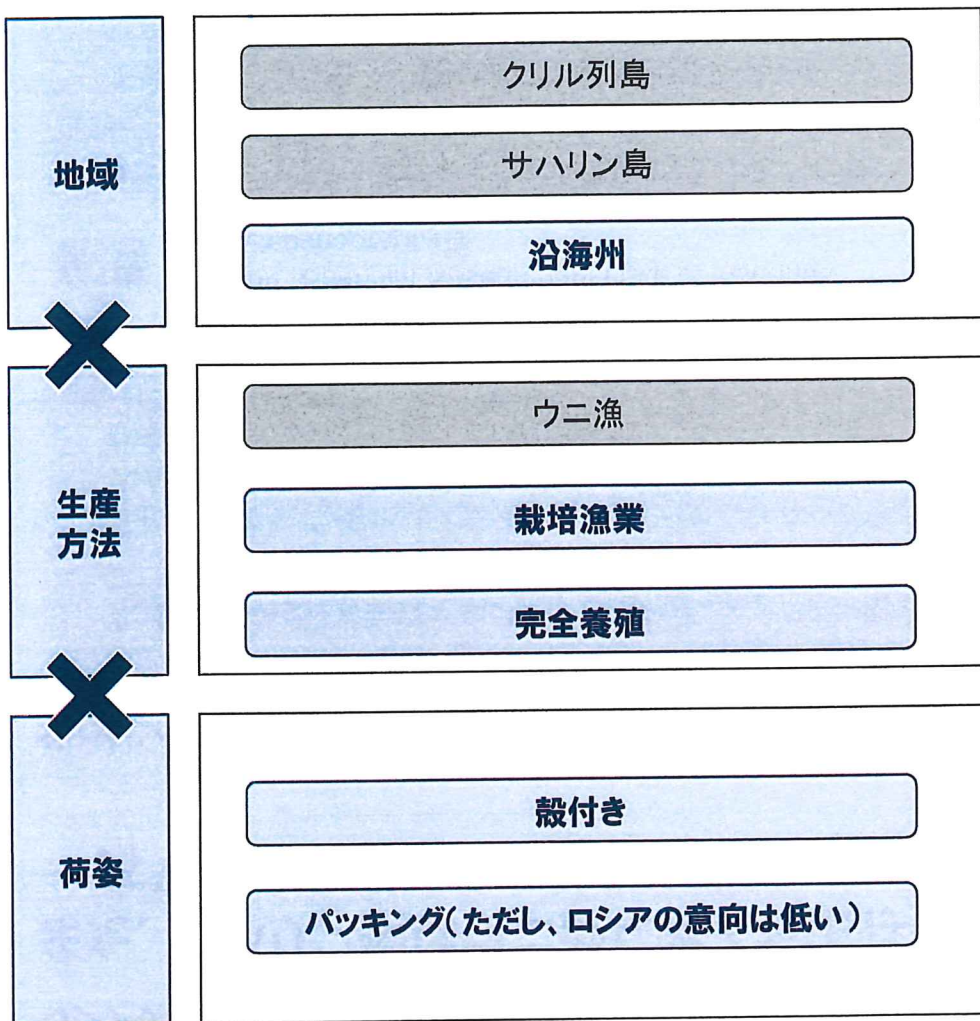 地域
クリル列島
サハリン島
沿海州
生産
方法
ウニ漁
栽培漁業
完全養殖
荷姿
殻付き
パッキング(ただし、ロシアの意向は低い)